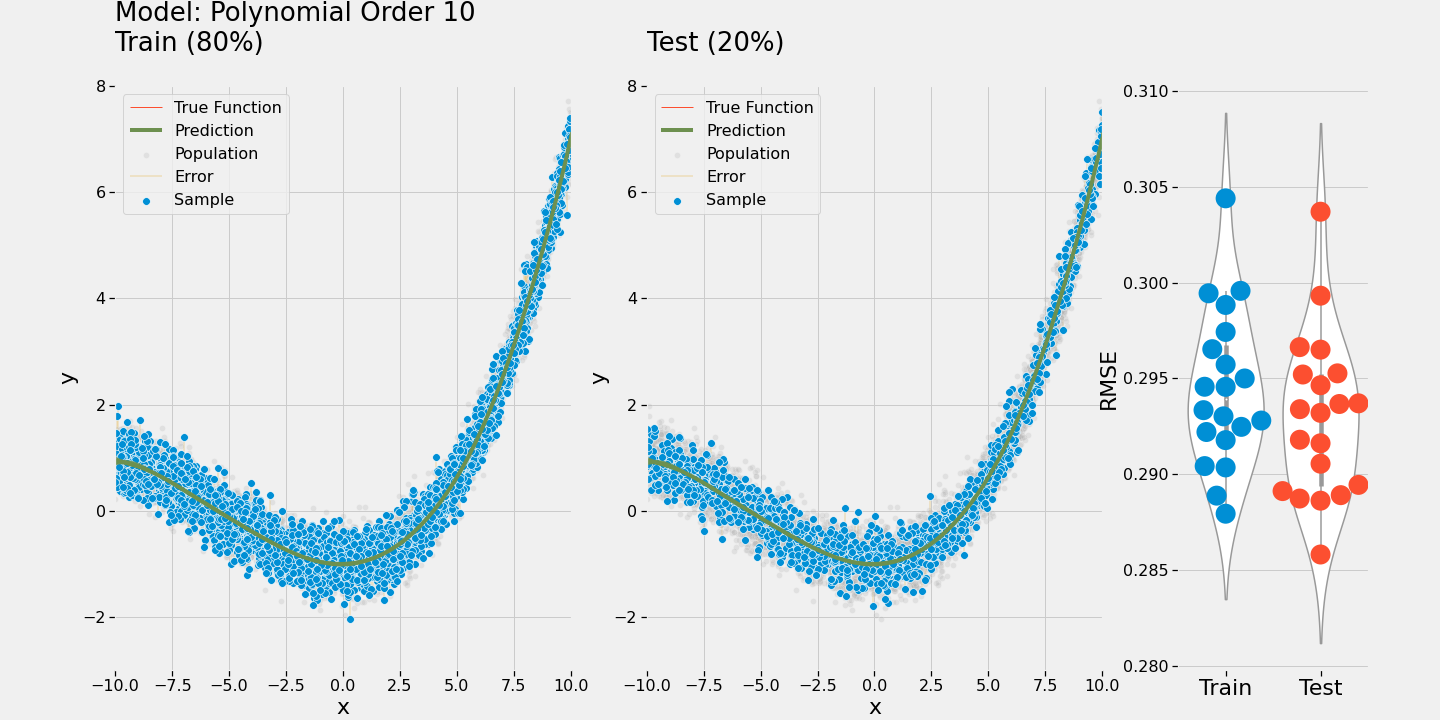 Model: Polynomial Order 10
Train (80%)
Test (20%)
8
6
4
2
0
−2
y
True Function
Prediction
Population
Error
Sample
−10.0 −7.5 −5.0 −2.5 0.0 2.5 5.0 7.5 10.0
x
8
6
4
2
0
−2
y
True Function
Prediction
Population
Error
Sample
−10.0 −7.5 −5.0 −2.5 0.0 2.5 5.0 7.5 10.0
x
0.310
0.305
0.300
0.295
0.290
0.285
0.280
RMSE
Train Test